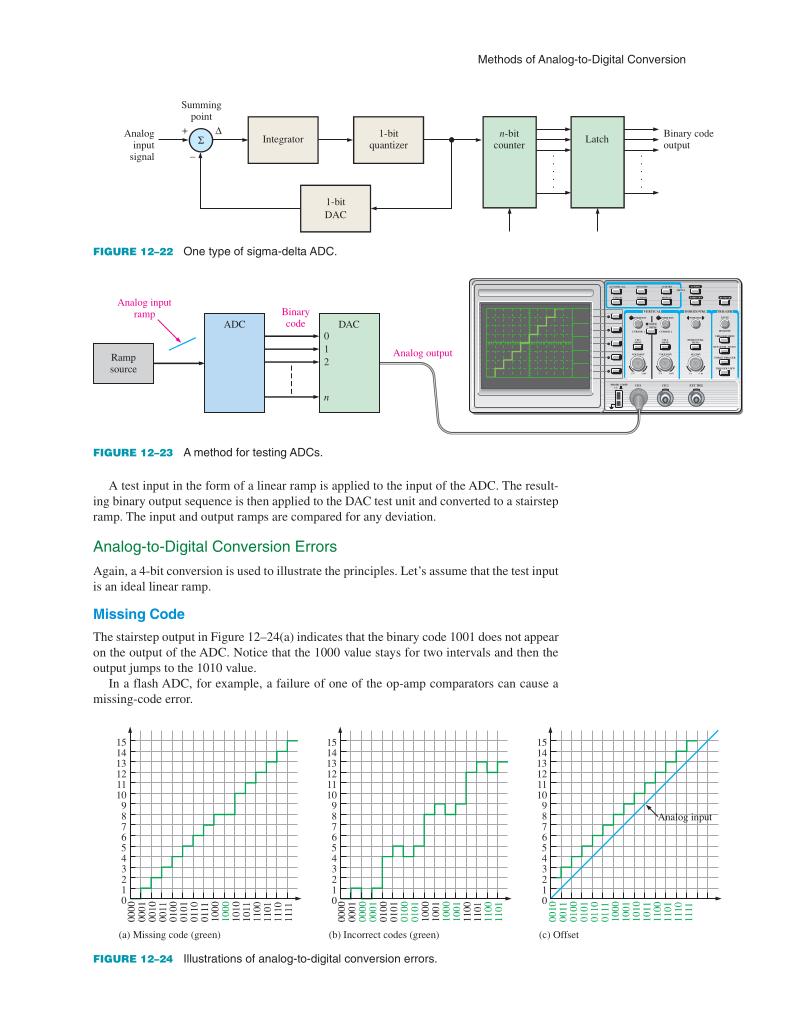 Methods of Analog-to-Digital Conversion
Summing
point
Analog
input
signal
+
Σ
Δ
−
Integrator
1-bit
quantizer
1-bit
DAC
n-bit
counter
Latch
Binary code
output
FIGURE 12–22 One type of sigma-delta ADC.
Analog input
ramp
Ramp
source
ADC
Binary
code
DAC
0
1
2
n
Analog output
FIGURE 12–23 A method for testing ADCs.
A test input in the form of a linear ramp is applied to the input of the ADC. The result-
ing binary output sequence is then applied to the DAC test unit and converted to a stairstep
ramp. The input and output ramps are compared for any deviation.
Analog-to-Digital Conversion Errors
Again, a 4-bit conversion is used to illustrate the principles. Let's assume that the test input
is an ideal linear ramp.
Missing Code
The stairstep output in Figure 12–24(a) indicates that the binary code 1001 does not appear
on the output of the ADC. Notice that the 1000 value stays for two intervals and then the
output jumps to the 1010 value.
In a flash ADC, for example, a failure of one of the op-amp comparators can cause a
missing-code error.
15
14
13
12
11
10
9
8
7
6
5
4
3
2
1
0
0000 0001 0010 0011 0100 0101 0110 0111 1000 1000 1010 1011 1100 1101 1110 1111
(a) Missing code (green)
15
14
13
12
11
10
9
8
7
6
5
4
3
2
1
0
0000 0001 0000 0001 0100 0101 0100 0101 1000 1001 1000 1001 1100 1101 1100 1101
(b) Incorrect codes (green)
15
14
13
12
11
10
9
8
7
6
5
4
3
2
1
0
Analog input
0010 0011 0100 0101 0110 0111 1000 1001 1010 1011 1100 1101 1110 1111
(c) Offset
FIGURE 12–24 Illustrations of analog-to-digital conversion errors.